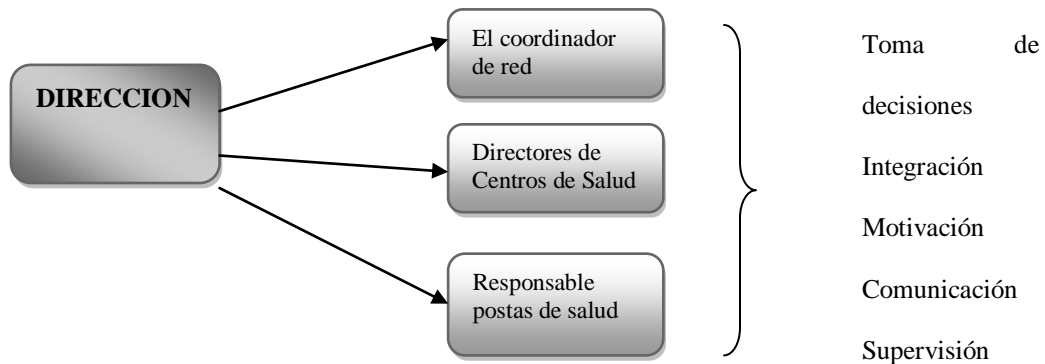 DIRECCION
El coordinador
de red
Directores de
Centros de Salud
Responsable
postas de salud
Toma de
decisiones
Integración
Motivación
Comunicación
Supervisión